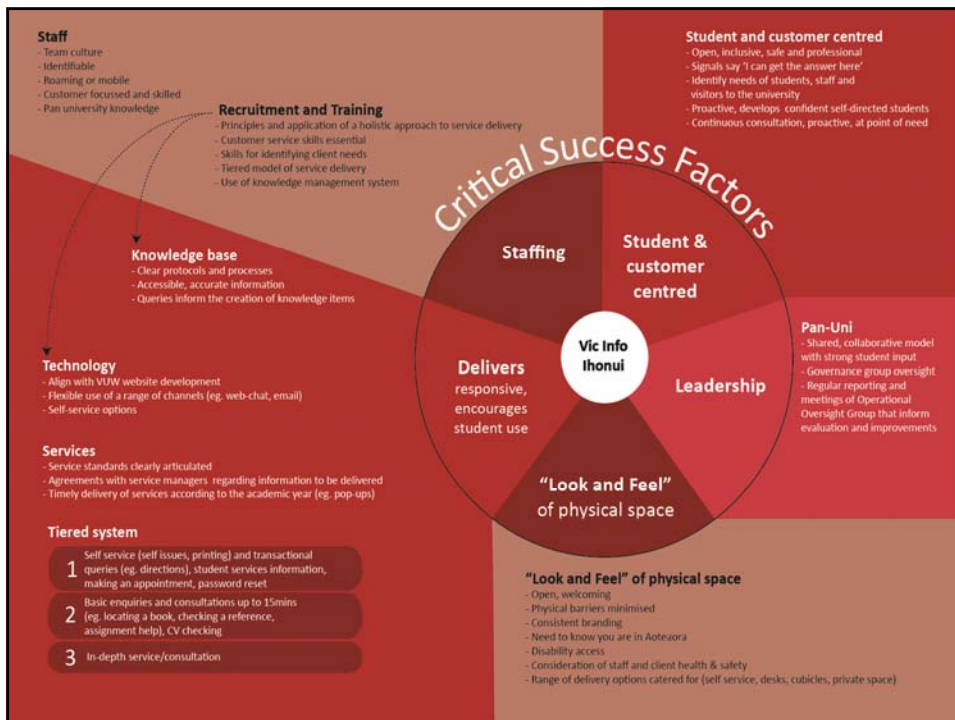 Staff
- Team culture
- Identifiable
- Roaming or mobile
- Customer focussed and skilled
- Pan university knowledge
Recruitment and Training
- Principles and application of a holistic approach to service delivery
- Customer service skills essential
- Skills for identifying client needs
- Tiered model of service delivery
- Use of knowledge management system
Student and customer centred
- Open, inclusive, safe and professional
- Signals say 'I can get the answer here'
- Identify needs of students, staff and
visitors to the university
- Proactive, develops confident self-directed students
- Continuous consultation, proactive, at point of need
Critical Success Factors
Staffing
Student &
customer
centred
Vic Info
Ihonui
Delivers
responsive,
encourages
student use
Leadership
"Look and Feel"
of physical space
Knowledge base
- Clear protocols and processes
- Accessible, accurate information
- Queries inform the creation of knowledge items
Pan-Uni
- Shared, collaborative model
with strong student input
- Governance group oversight
- Regular reporting and
meetings of Operational
Oversight Group that inform
evaluation and improvements
Technology
- Align with VUW website development
- Flexible use of a range of channels (eg. web-chat, email)
- Self-service options
Services
- Service standards clearly articulated
- Agreements with service managers regarding information to be delivered
- Timely delivery of services according to the academic year (eg. pop-ups)
Tiered system
1 Self service (self issues, printing) and transactional
queries (eg. directions), student services information,
making an appointment, password reset
2 Basic enquiries and consultations up to 15mins
(eg. locating a book, checking a reference,
assignment help), CV checking
3 In-depth service/consultation
"Look and Feel" of physical space
- Open, welcoming
- Physical barriers minimised
- Consistent branding
- Need to know you are in Aoteaora
- Disability access
- Consideration of staff and client health & safety
- Range of delivery options catered for (self service, desks, cubicles, private space)